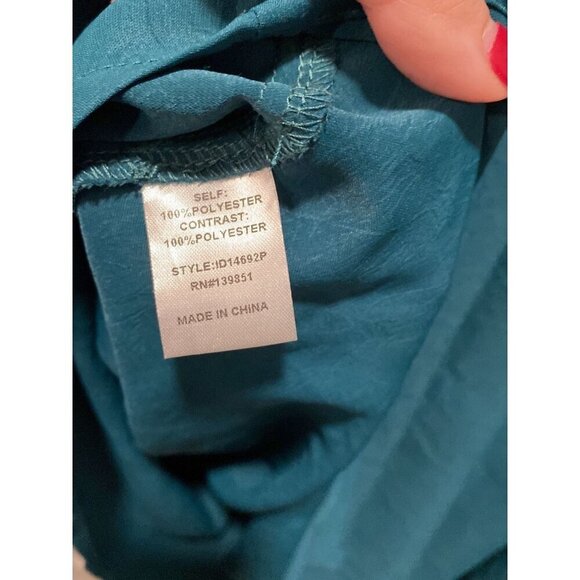 SELF:
100%POLYESTER
CONTRAST:
100%POLYESTER
STYLE:ID14692P
RN#139851
MADE IN CHINA